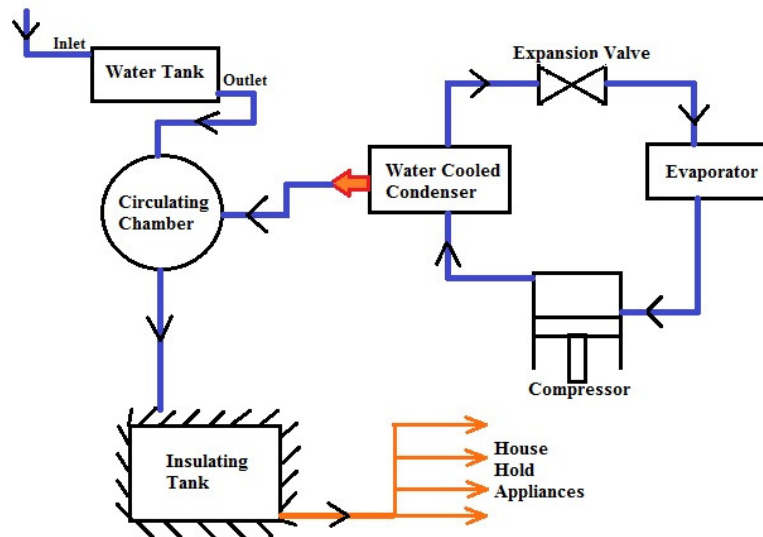 Inlet
Water Tank
Outlet
Expansion Valve
Water Cooled
Condenser
Evaporator
Circulating
Chamber
Compressor
Insulating
Tank
House
Hold
Appliances